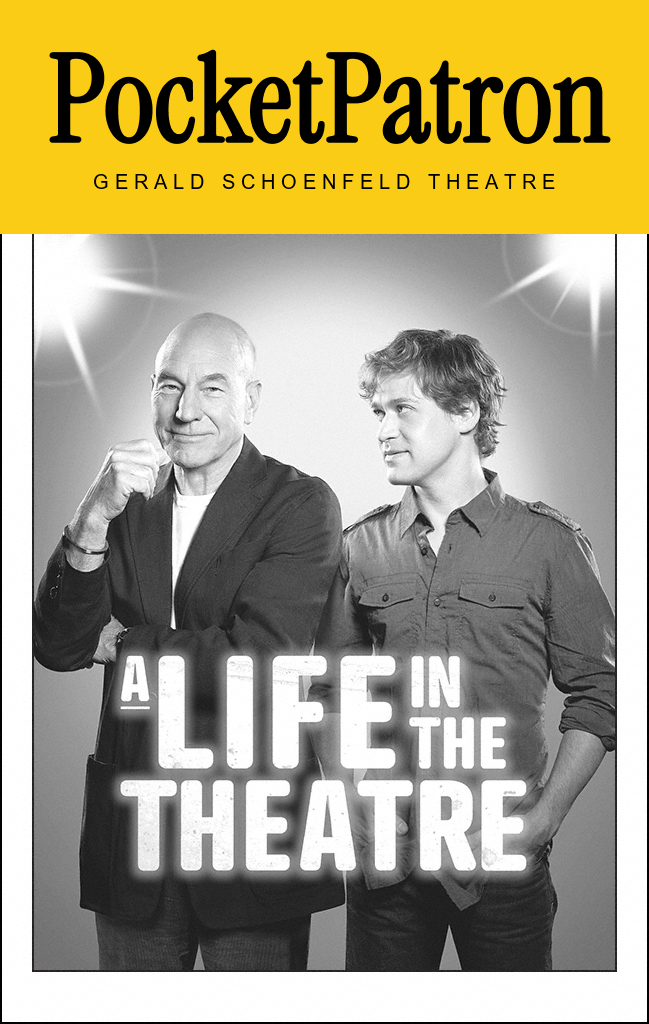 PocketPatron
GERALD SCHOENFELD THEATRE
A LIFE IN
THE
THEATRE